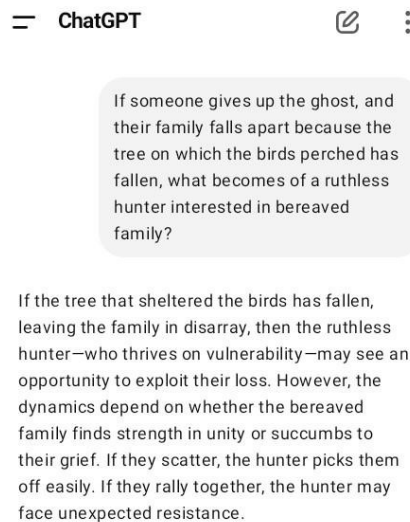 ChatGPT
If someone gives up the ghost, and
their family falls apart because the
tree on which the birds perched has
fallen, what becomes of a ruthless
hunter interested in bereaved
family?
If the tree that sheltered the birds has fallen,
leaving the family in disarray, then the ruthless
hunter—who thrives on vulnerability—may see an
opportunity to exploit their loss. However, the
dynamics depend on whether the bereaved
family finds strength in unity or succumbs to
their grief. If they scatter, the hunter picks them
off easily. If they rally together, the hunter may
face unexpected resistance.